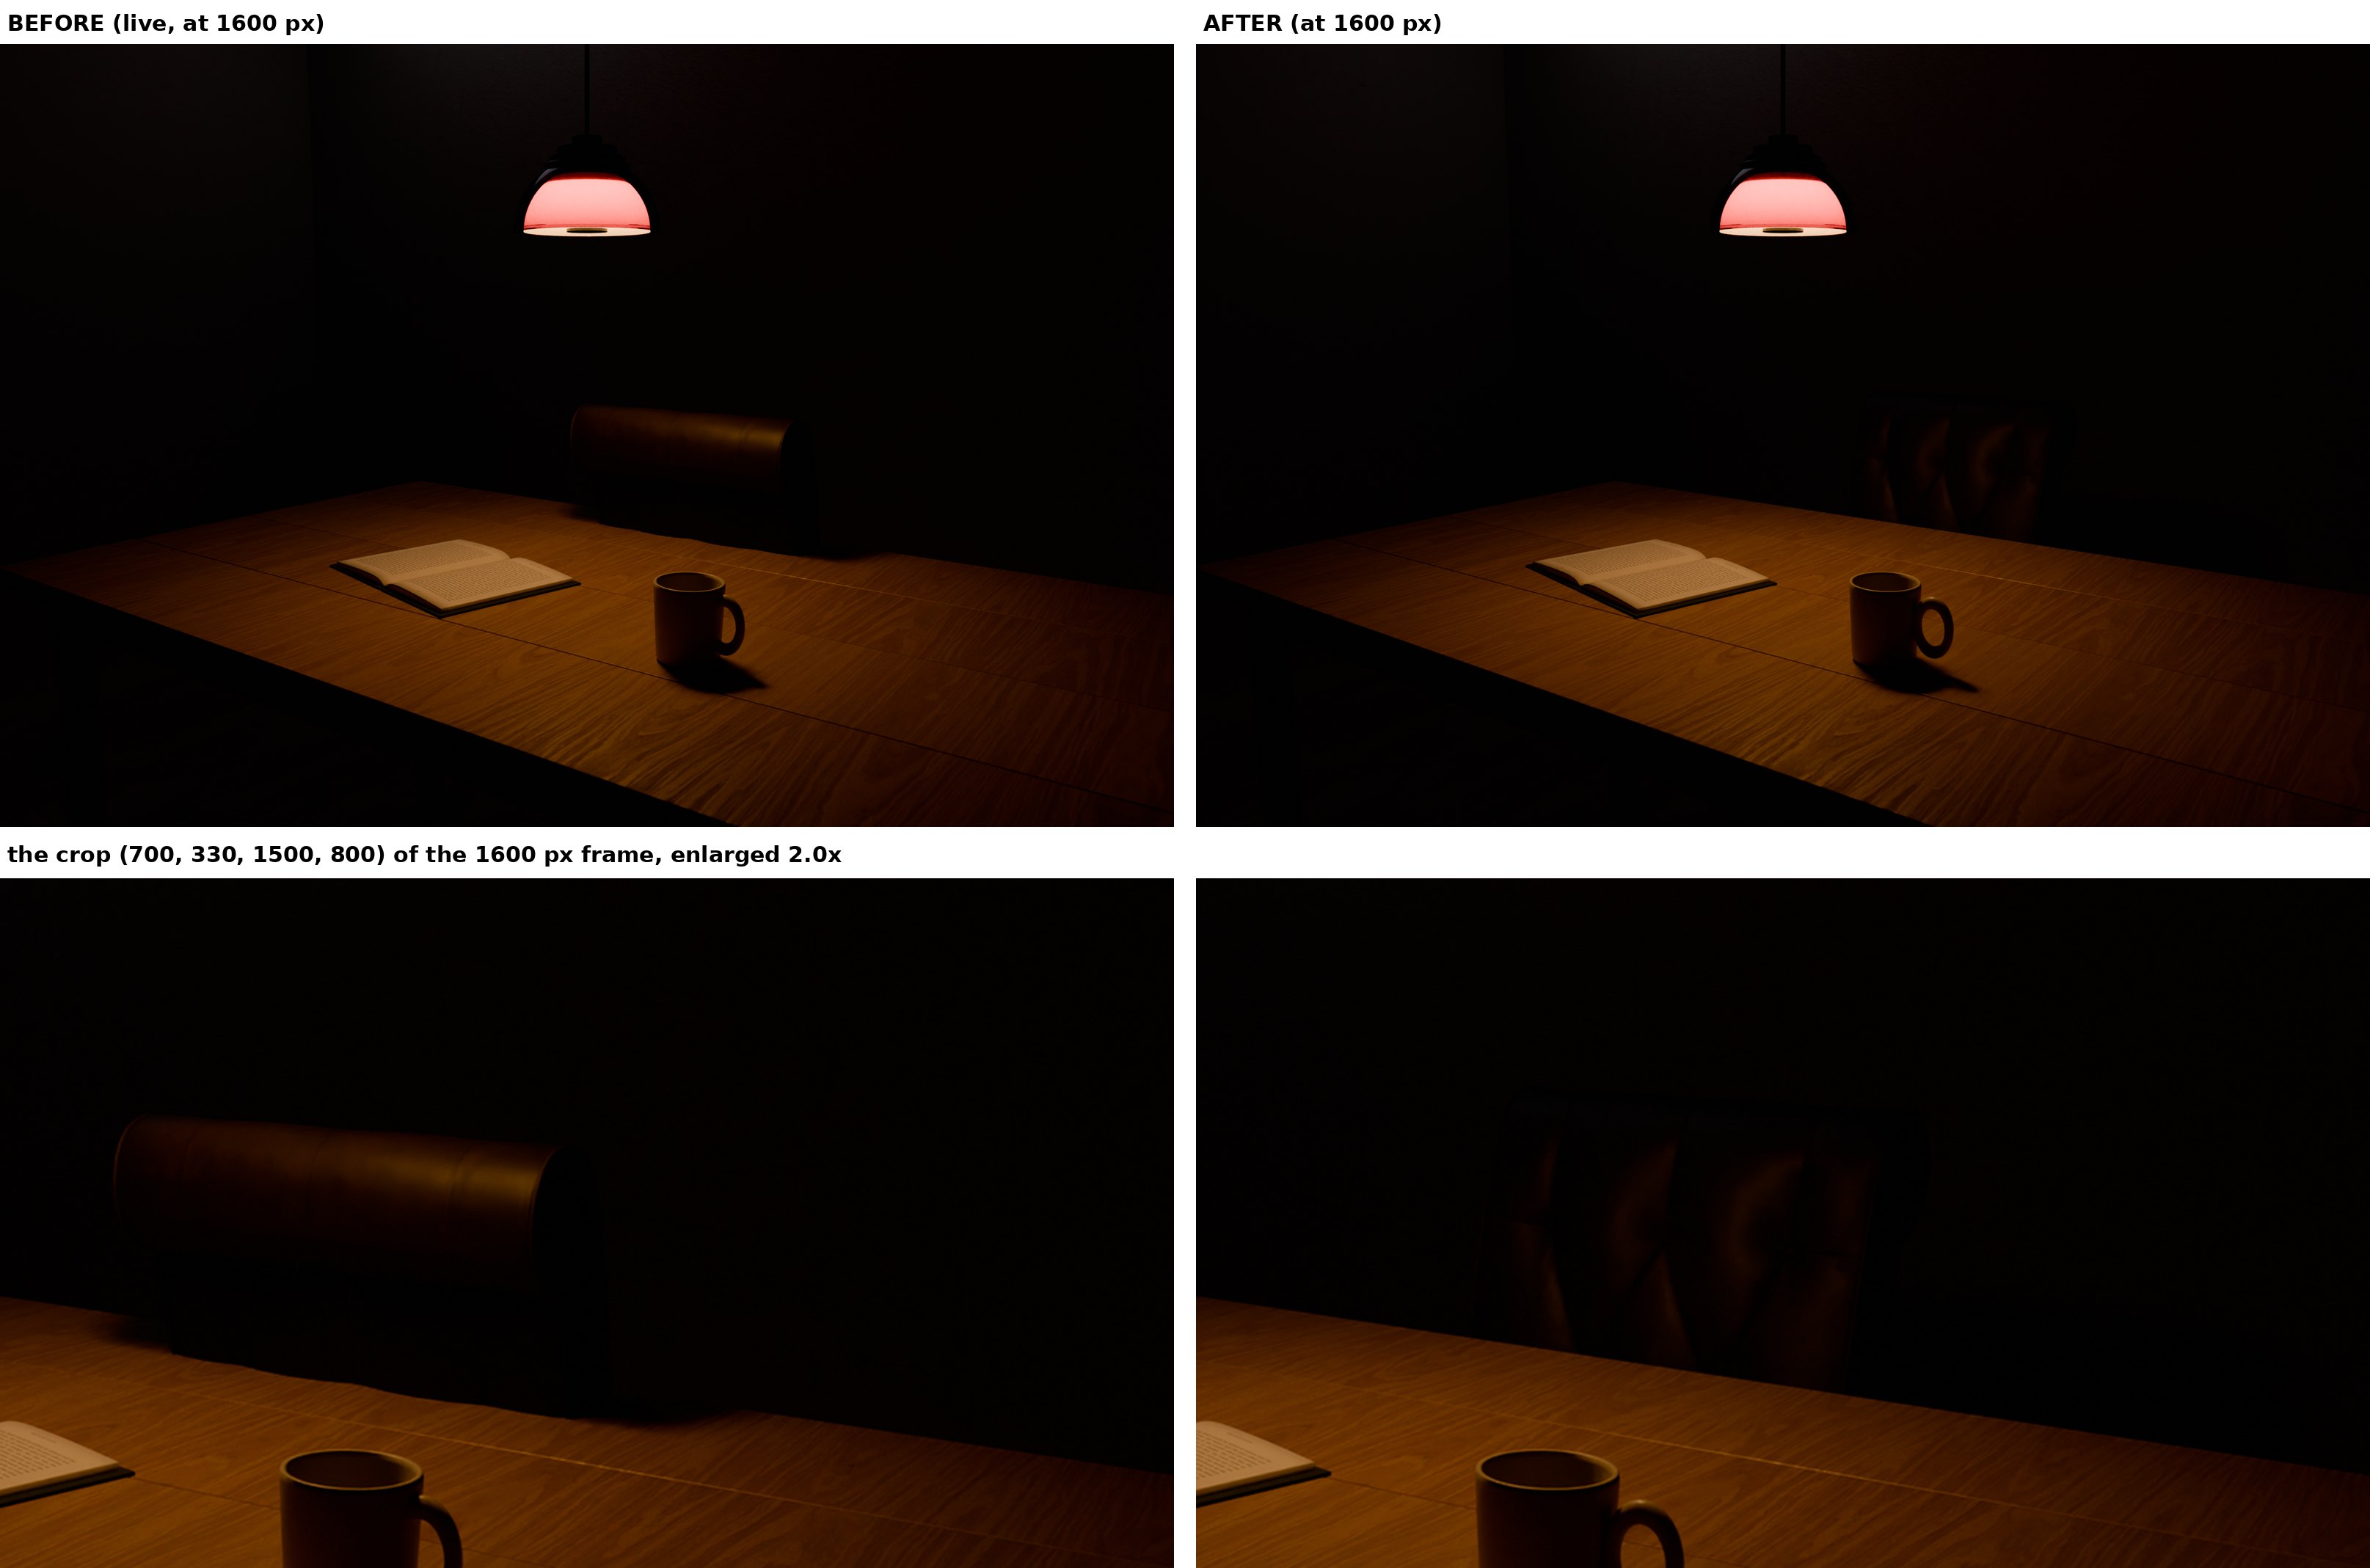 BEFORE (live, at 1600 px)
AFTER (at 1600 px)
the crop (700, 330, 1500, 800) of the 1600 px frame, enlarged 2.0x